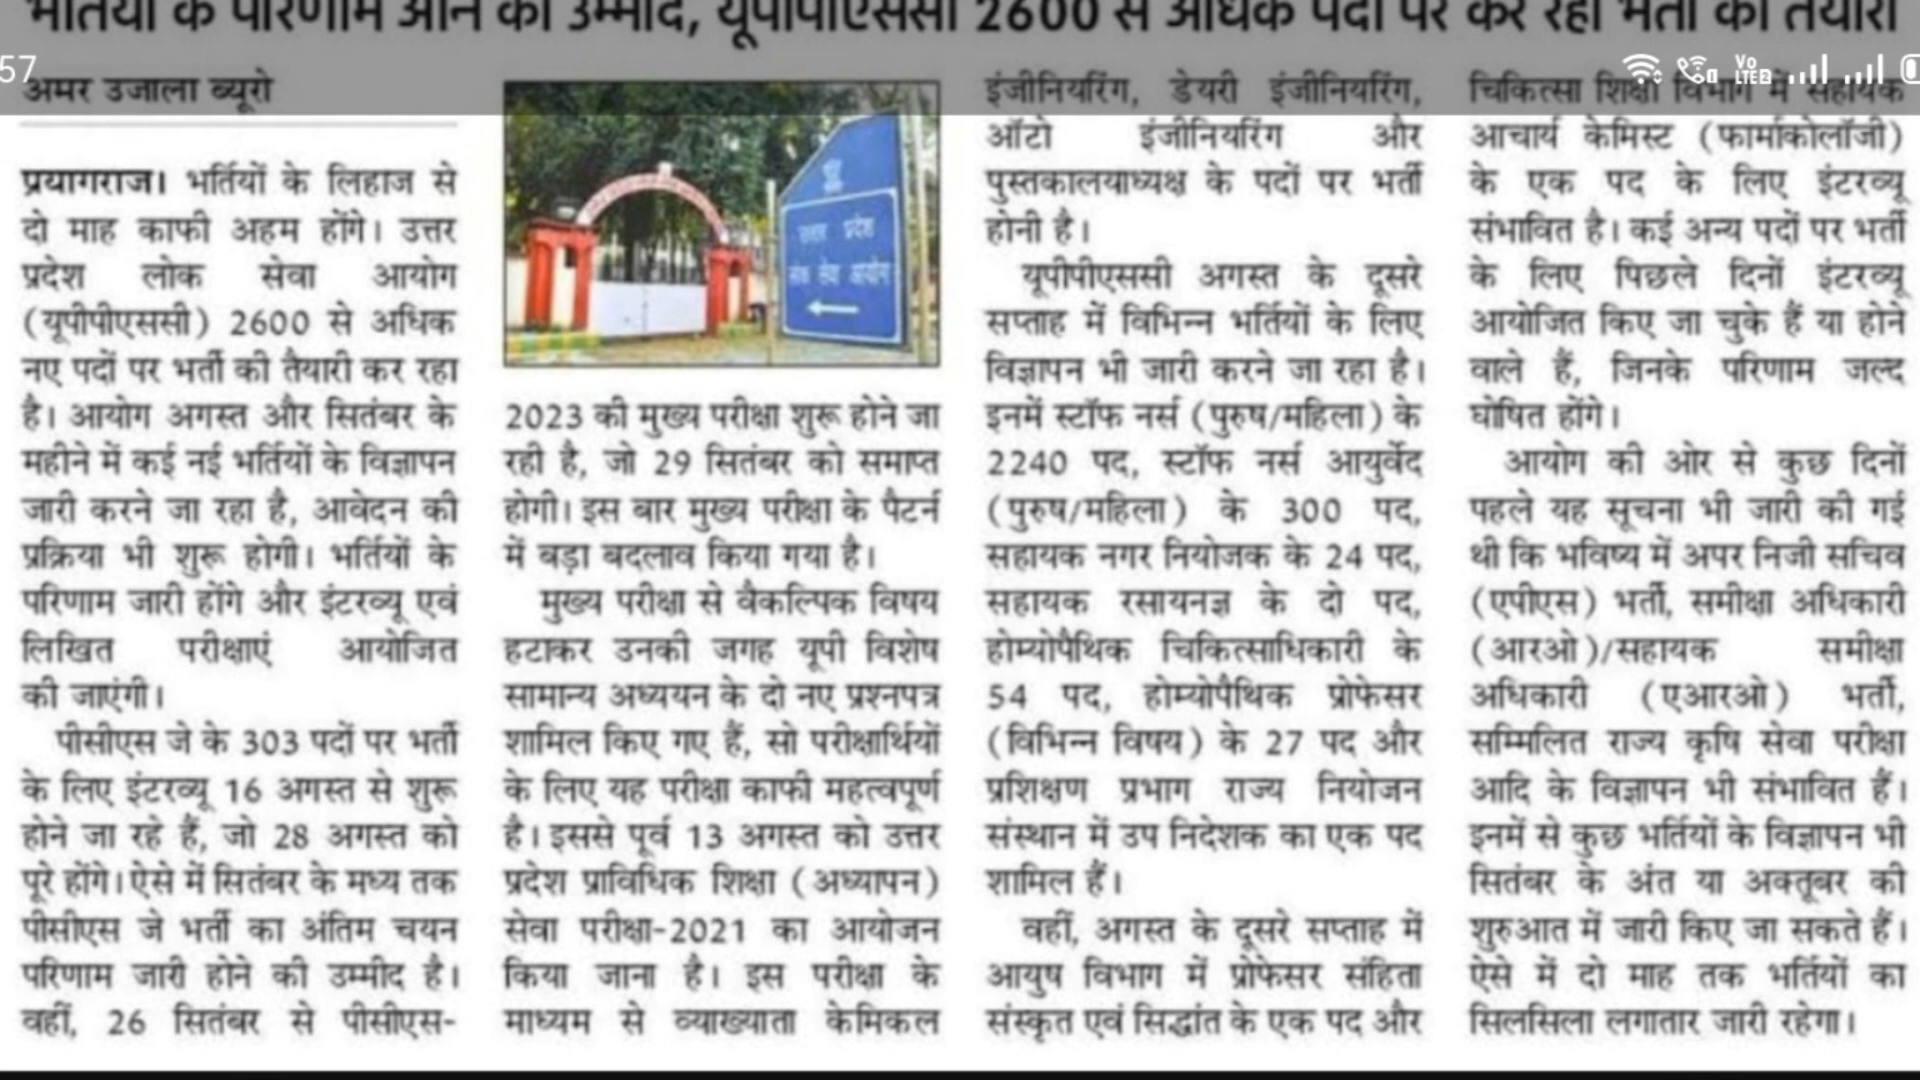 भर्तियों के परिणाम आने की उम्मीद, यूपीपीएससी 2600 से अधिक पदों पर कर रहा भर्ती की तैयारी
57
अमर उजाला ब्यूरो
प्रयागराज। भर्तियों के लिहाज से
दो माह काफी अहम होंगे। उत्तर
प्रदेश लोक सेवा आयोग
(यूपीपीएससी) 2600 से अधिक
नए पदों पर भर्ती की तैयारी कर रहा
है। आयोग अगस्त और सितंबर के
महीने में कई नई भर्तियों के विज्ञापन
जारी करने जा रहा है, आवेदन की
प्रक्रिया भी शुरू होगी। भर्तियों के
परिणाम जारी होंगे और इंटरव्यू एवं
लिखित परीक्षाएं आयोजित
की जाएंगी।
पीसीएस जे के 303 पदों पर भर्ती
के लिए इंटरव्यू 16 अगस्त से शुरू
होने जा रहे हैं, जो 28 अगस्त को
पूरे होंगे। ऐसे में सितंबर के मध्य तक
पीसीएस जे भर्ती का अंतिम चयन
परिणाम जारी होने की उम्मीद है।
वहीं, 26 सितंबर से पीसीएस-
उत्तर प्रदेश
लोक सेवा आयोग
2023 की मुख्य परीक्षा शुरू होने जा
रही है, जो 29 सितंबर को समाप्त
होगी। इस बार मुख्य परीक्षा के पैटर्न
में बड़ा बदलाव किया गया है।
मुख्य परीक्षा से वैकल्पिक विषय
हटाकर उनकी जगह यूपी विशेष
सामान्य अध्ययन के दो नए प्रश्नपत्र
शामिल किए गए हैं, सो परीक्षार्थियों
के लिए यह परीक्षा काफी महत्वपूर्ण
है। इससे पूर्व 13 अगस्त को उत्तर
प्रदेश प्राविधिक शिक्षा (अध्यापन)
सेवा परीक्षा-2021 का आयोजन
किया जाना है। इस परीक्षा के
माध्यम से व्याख्याता केमिकल
इंजीनियरिंग, डेयरी इंजीनियरिंग,
ऑटो इंजीनियरिंग और
पुस्तकालयाध्यक्ष के पदों पर भर्ती
होनी है।
यूपीपीएससी अगस्त के दूसरे
सप्ताह में विभिन्न भर्तियों के लिए
विज्ञापन भी जारी करने जा रहा है।
इनमें स्टॉफ नर्स (पुरुष/महिला) के
2240 पद, स्टॉफ नर्स आयुर्वेद
(पुरुष/महिला) के 300 पद,
सहायक नगर नियोजक के 24 पद,
सहायक रसायनज्ञ के दो पद,
होम्योपैथिक चिकित्साधिकारी के
54 पद, होम्योपैथिक प्रोफेसर
(विभिन्न विषय) के 27 पद और
प्रशिक्षण प्रभाग राज्य नियोजन
संस्थान में उप निदेशक का एक पद
शामिल हैं।
वहीं, अगस्त के दूसरे सप्ताह में
आयुष विभाग में प्रोफेसर संहिता
संस्कृत एवं सिद्धांत के एक पद और
चिकित्सा शिक्षा विभाग में सहायक
आचार्य केमिस्ट (फार्माकोलॉजी)
के एक पद के लिए इंटरव्यू
संभावित है। कई अन्य पदों पर भर्ती
के लिए पिछले दिनों इंटरव्यू
आयोजित किए जा चुके हैं या होने
वाले हैं, जिनके परिणाम जल्द
घोषित होंगे।
आयोग की ओर से कुछ दिनों
पहले यह सूचना भी जारी की गई
थी कि भविष्य में अपर निजी सचिव
(एपीएस) भर्ती, समीक्षा अधिकारी
(आरओ)/सहायक समीक्षा
अधिकारी (एआरओ) भर्ती,
सम्मिलित राज्य कृषि सेवा परीक्षा
आदि के विज्ञापन भी संभावित हैं।
इनमें से कुछ भर्तियों के विज्ञापन भी
सितंबर के अंत या अक्तूबर की
शुरुआत में जारी किए जा सकते हैं।
ऐसे में दो माह तक भर्तियों का
सिलसिला लगातार जारी रहेगा।